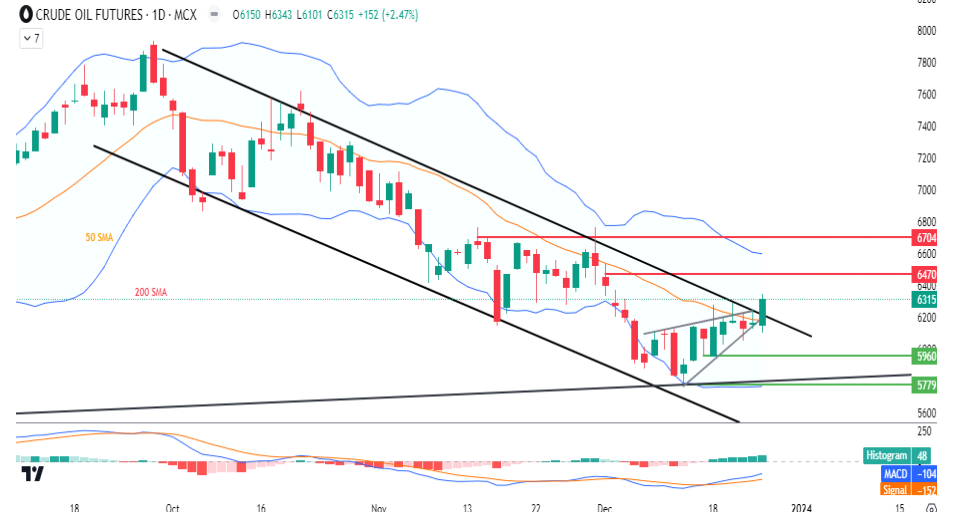 CRUDE OIL FUTURES · 1D · MCX O6150 H6343 L6101 C6315 +152 (+2.47%)
7
8200
8000
7800
7600
7400
7200
7000
6800
6704
6600
6470
6400
6315
6200
6000
5960
5779
5600
50 SMA
200 SMA
250
Histogram 48
MACD −104
Signal −152
18 Oct 16 Nov 13 22 Dec 18 2024 15